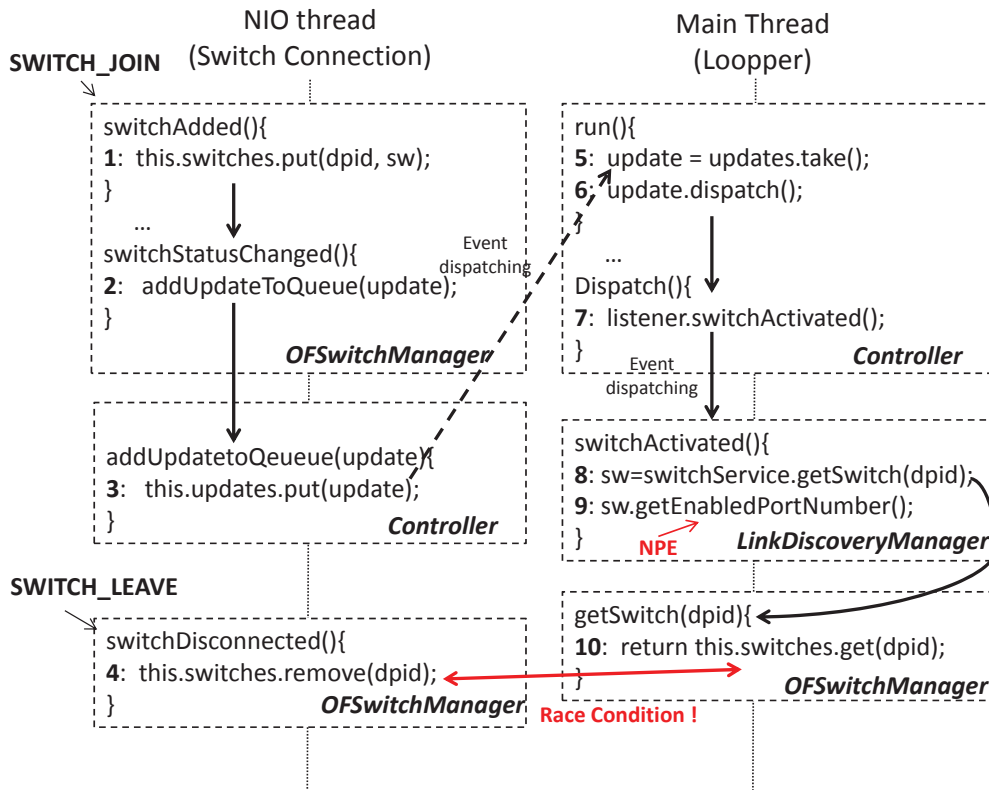 NIO thread
(Switch Connection)
SWITCH_JOIN
switchAdded(){
1: this.switches.put(dpid, sw);
}
...
switchStatusChanged(){
2: addUpdateToQueue(update);
}
OFSwitchManager
Event
dispatching
addUpdatetoQeueue(update){
3: this.updates.put(update);
}
Controller
SWITCH_LEAVE
switchDisconnected(){
4: this.switches.remove(dpid);
}
OFSwitchManager
Main Thread
(Loopper)
run(){
5: update = updates.take();
6: update.dispatch();
}
...
Dispatch(){
7: listener.switchActivated();
}
Controller
Event
dispatching
switchActivated(){
8: sw=switchService.getSwitch(dpid);
9: sw.getEnabledPortNumber();
}
NPE
LinkDiscoveryManager
getSwitch(dpid){
10: return this.switches.get(dpid);
}
OFSwitchManager
Race Condition !